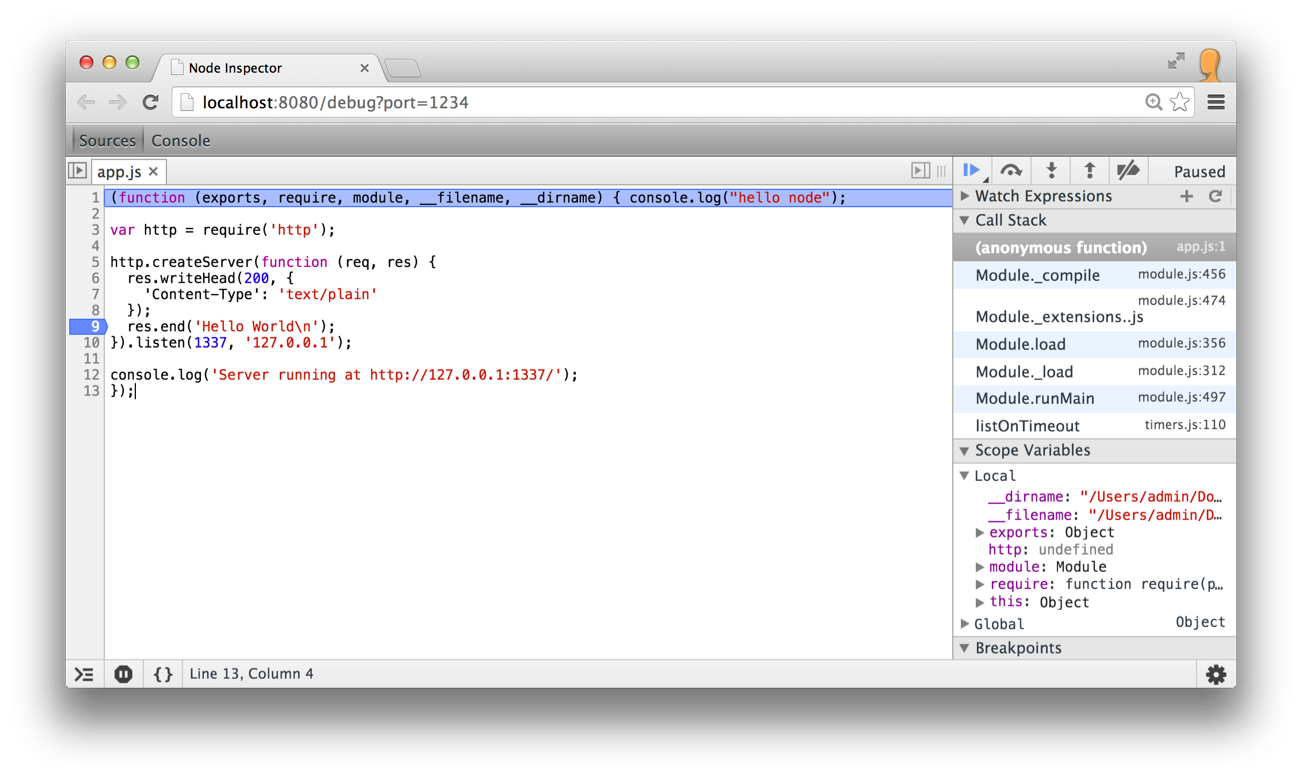 Node Inspector
localhost:8080/debug?port=1234
Sources Console
app.js
1 (function (exports, require, module, __filename, __dirname) { console.log("hello node");
2
3 var http = require('http');
4
5 http.createServer(function (req, res) {
6   res.writeHead(200, {
7     'Content-Type': 'text/plain'
8   });
9   res.end('Hello World\n');
10 }).listen(1337, '127.0.0.1');
11
12 console.log('Server running at http://127.0.0.1:1337/');
13 });
Paused
Watch Expressions
Call Stack
(anonymous function) app.js:1
Module._compile module.js:456
module.js:474
Module._extensions..js
Module.load module.js:356
Module._load module.js:312
Module.runMain module.js:497
listOnTimeout timers.js:110
Scope Variables
Local
__dirname: "/Users/admin/Do…
__filename: "/Users/admin/D…
exports: Object
http: undefined
module: Module
require: function require(p…
this: Object
Global Object
Breakpoints
{} Line 13, Column 4